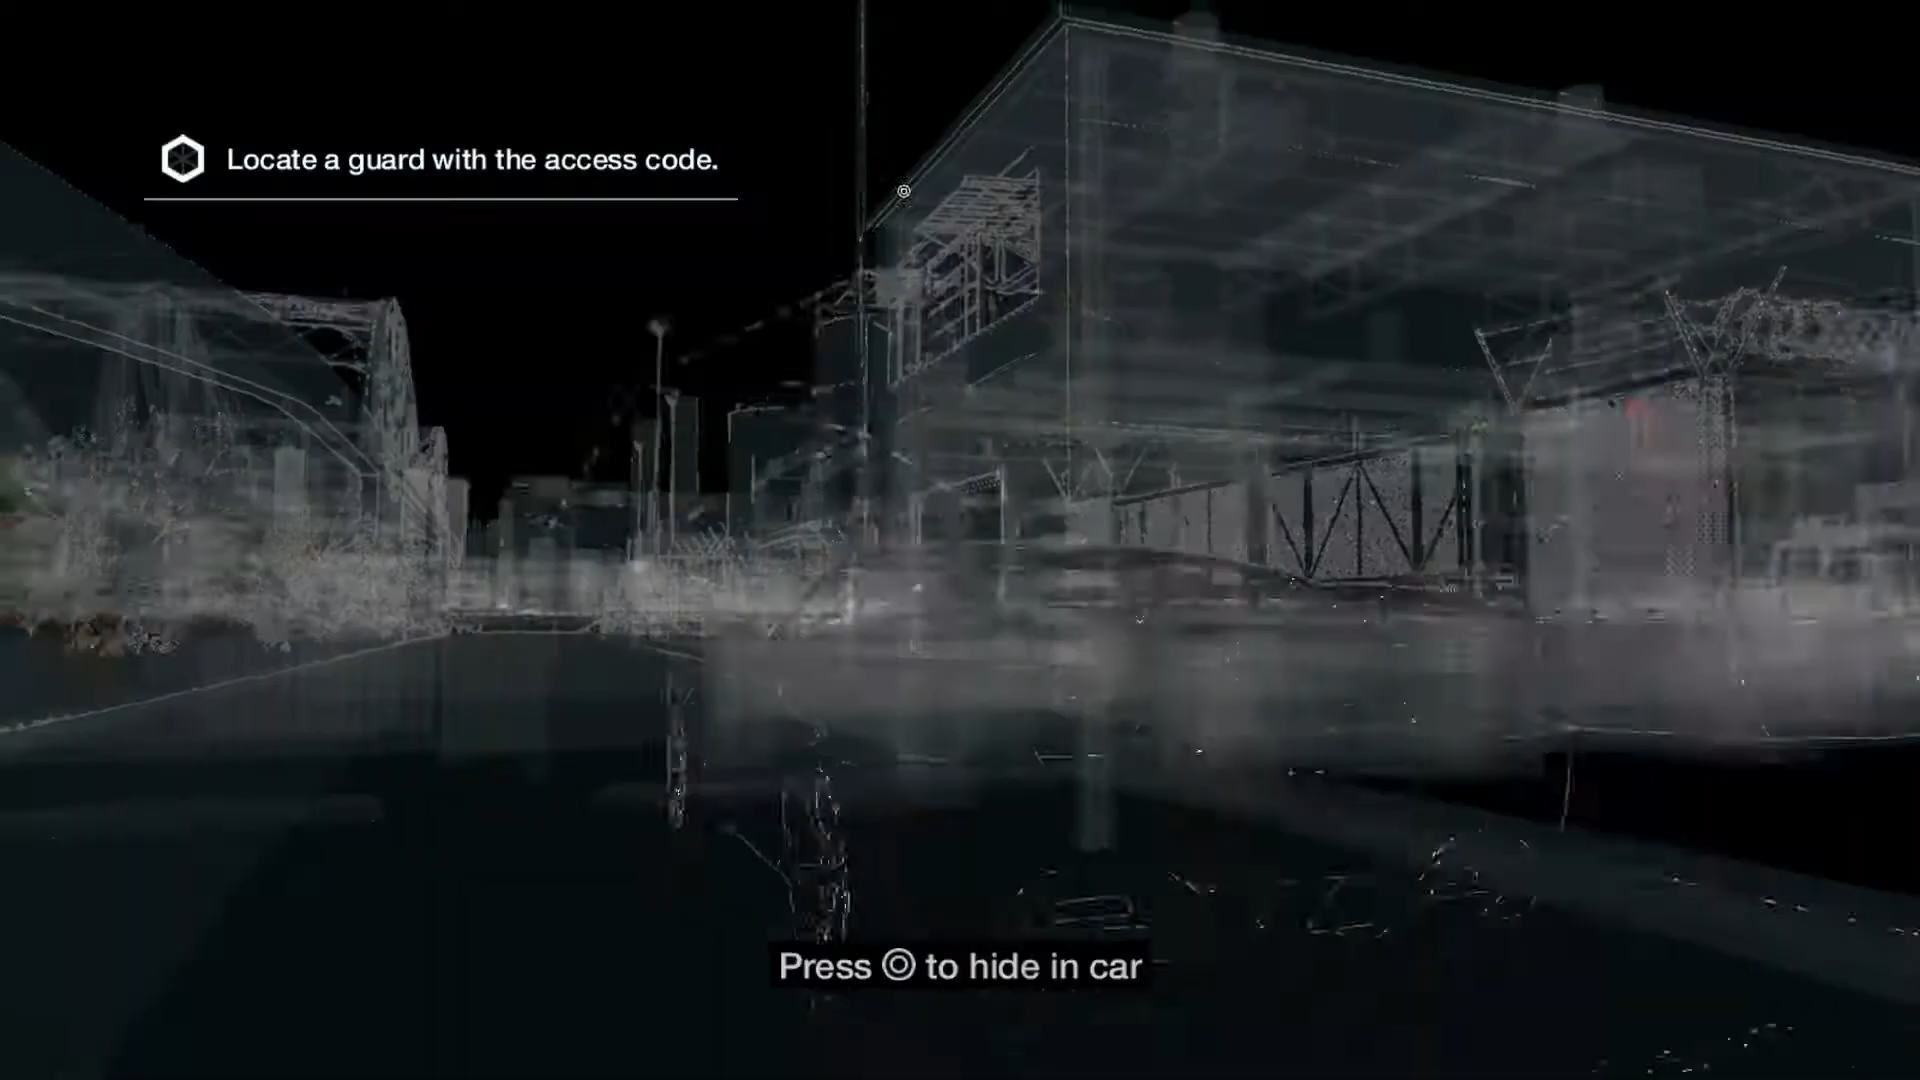 Locate a guard with the access code.
Press ◎ to hide in car